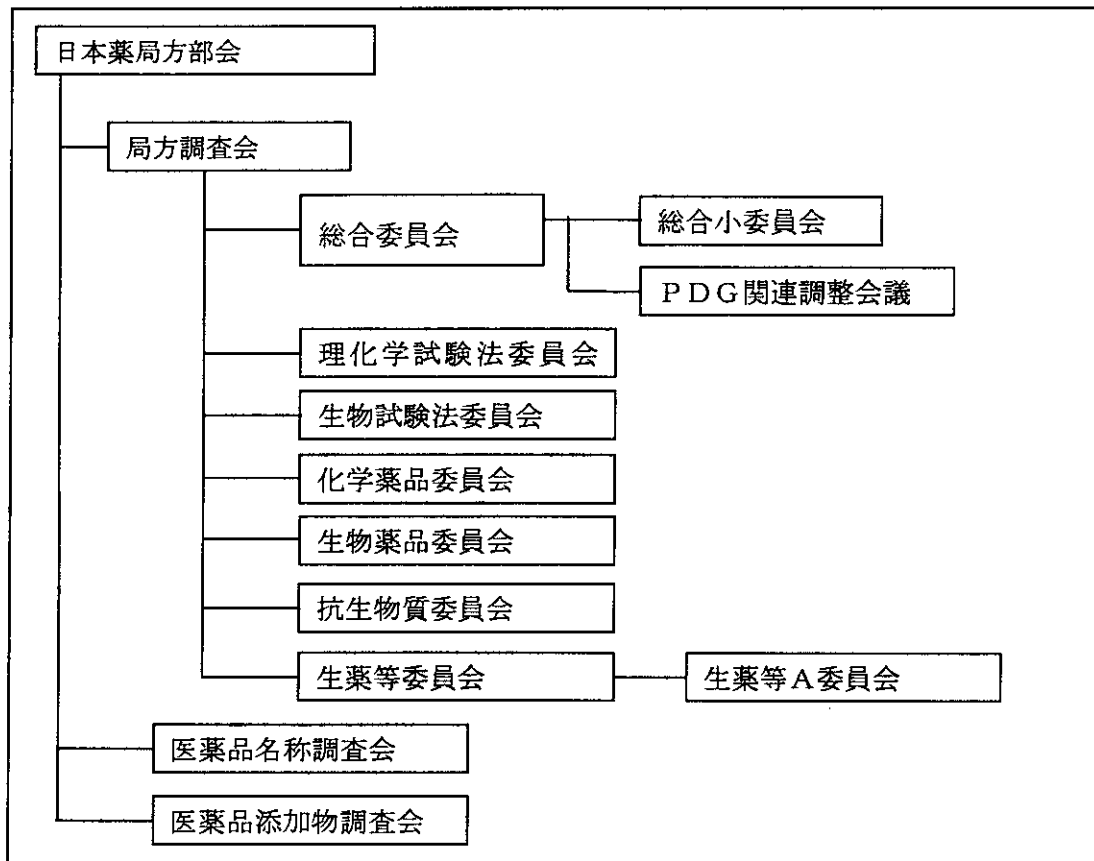 日本薬局方部会
局方調査会
総合委員会
総合小委員会
ＰＤＧ関連調整会議
理化学試験法委員会
生物試験法委員会
化学薬品委員会
生物薬品委員会
抗生物質委員会
生薬等委員会
生薬等Ａ委員会
医薬品名称調査会
医薬品添加物調査会